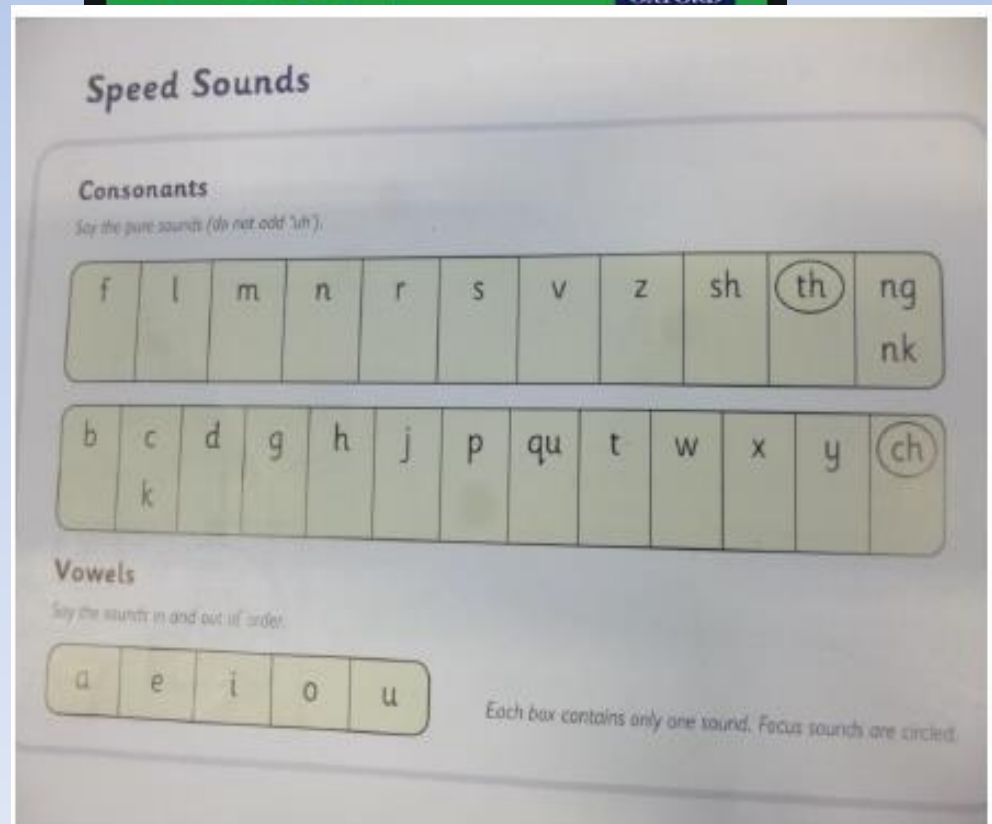 Speed Sounds
Consonants
Say the pure sounds (do not add 'uh').
f l m n r s v z sh th ng
nk
b c d g h j p qu t w x y ch
k
Vowels
Say the sounds in and out of order.
a e i o u
Each box contains only one sound. Focus sounds are circled.